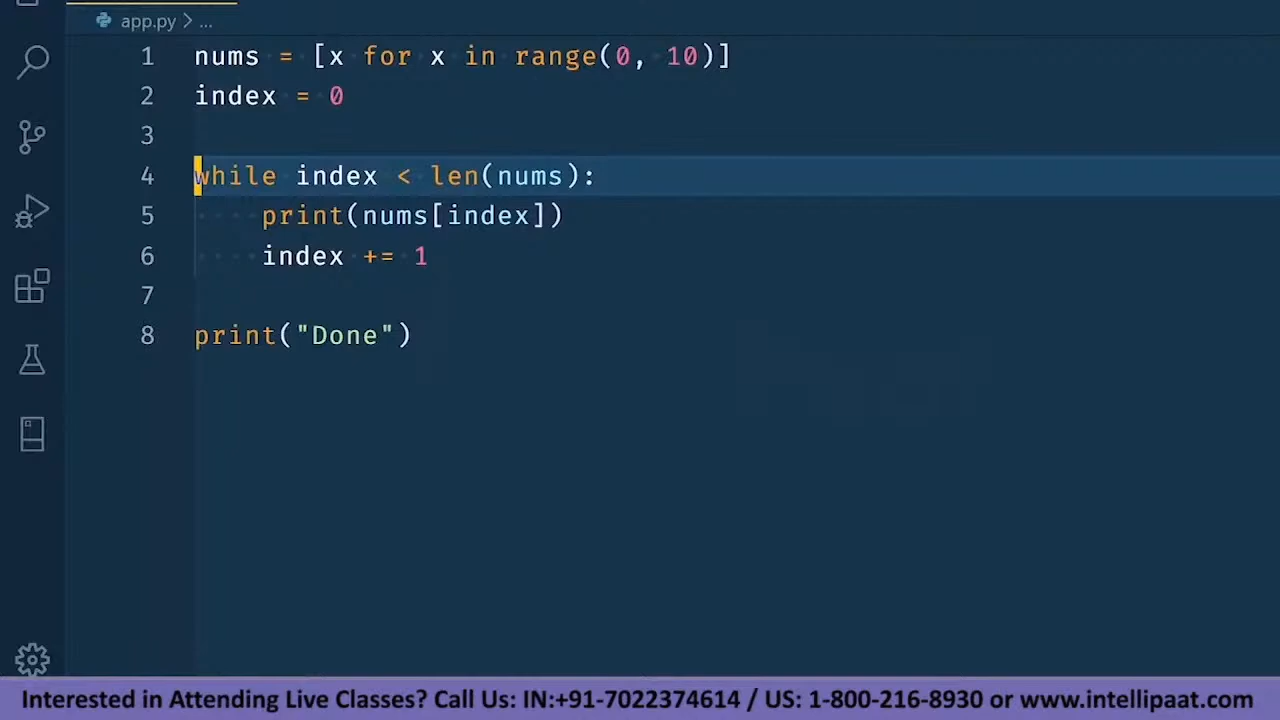 app.py > ...
1 nums = [x for x in range(0, 10)]
2 index = 0
3
4 while index < len(nums):
5     print(nums[index])
6     index += 1
7
8 print("Done")
Interested in Attending Live Classes? Call Us: IN:+91-7022374614 / US: 1-800-216-8930 or www.intellipaat.com